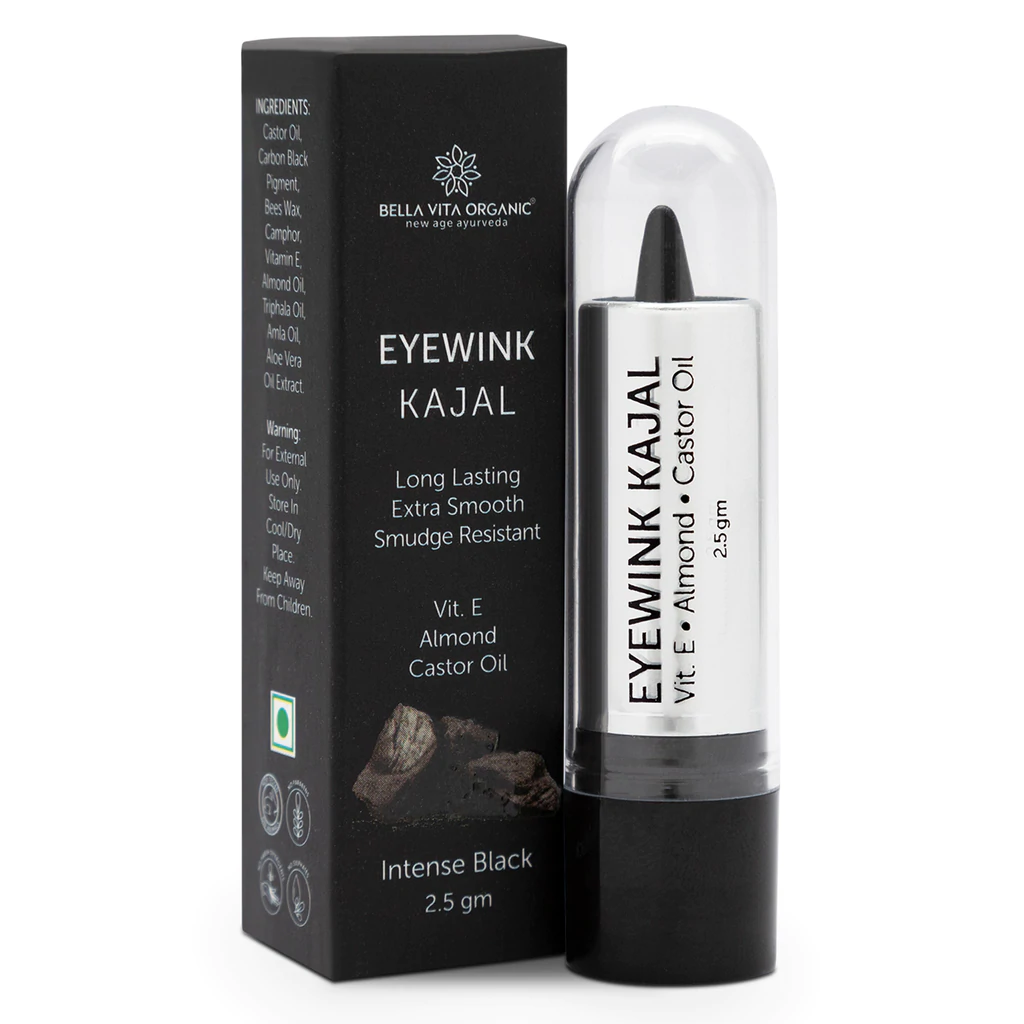 INGREDIENTS:
Castor Oil,
Carbon Black
Pigment,
Bees Wax,
Camphor,
Vitamin E,
Almond Oil,
Triphala Oil,
Amla Oil,
Aloe Vera
Oil Extract.
Warning:
For External
Use Only.
Store In
Cool/Dry
Place.
Keep Away
From Children.
BELLA VITA ORGANIC®
new age ayurveda
EYEWINK
KAJAL
Long Lasting
Extra Smooth
Smudge Resistant
Vit. E
Almond
Castor Oil
Intense Black
2.5 gm
EYEWINK KAJAL
Vit. E • Almond • Castor Oil
2.5gm